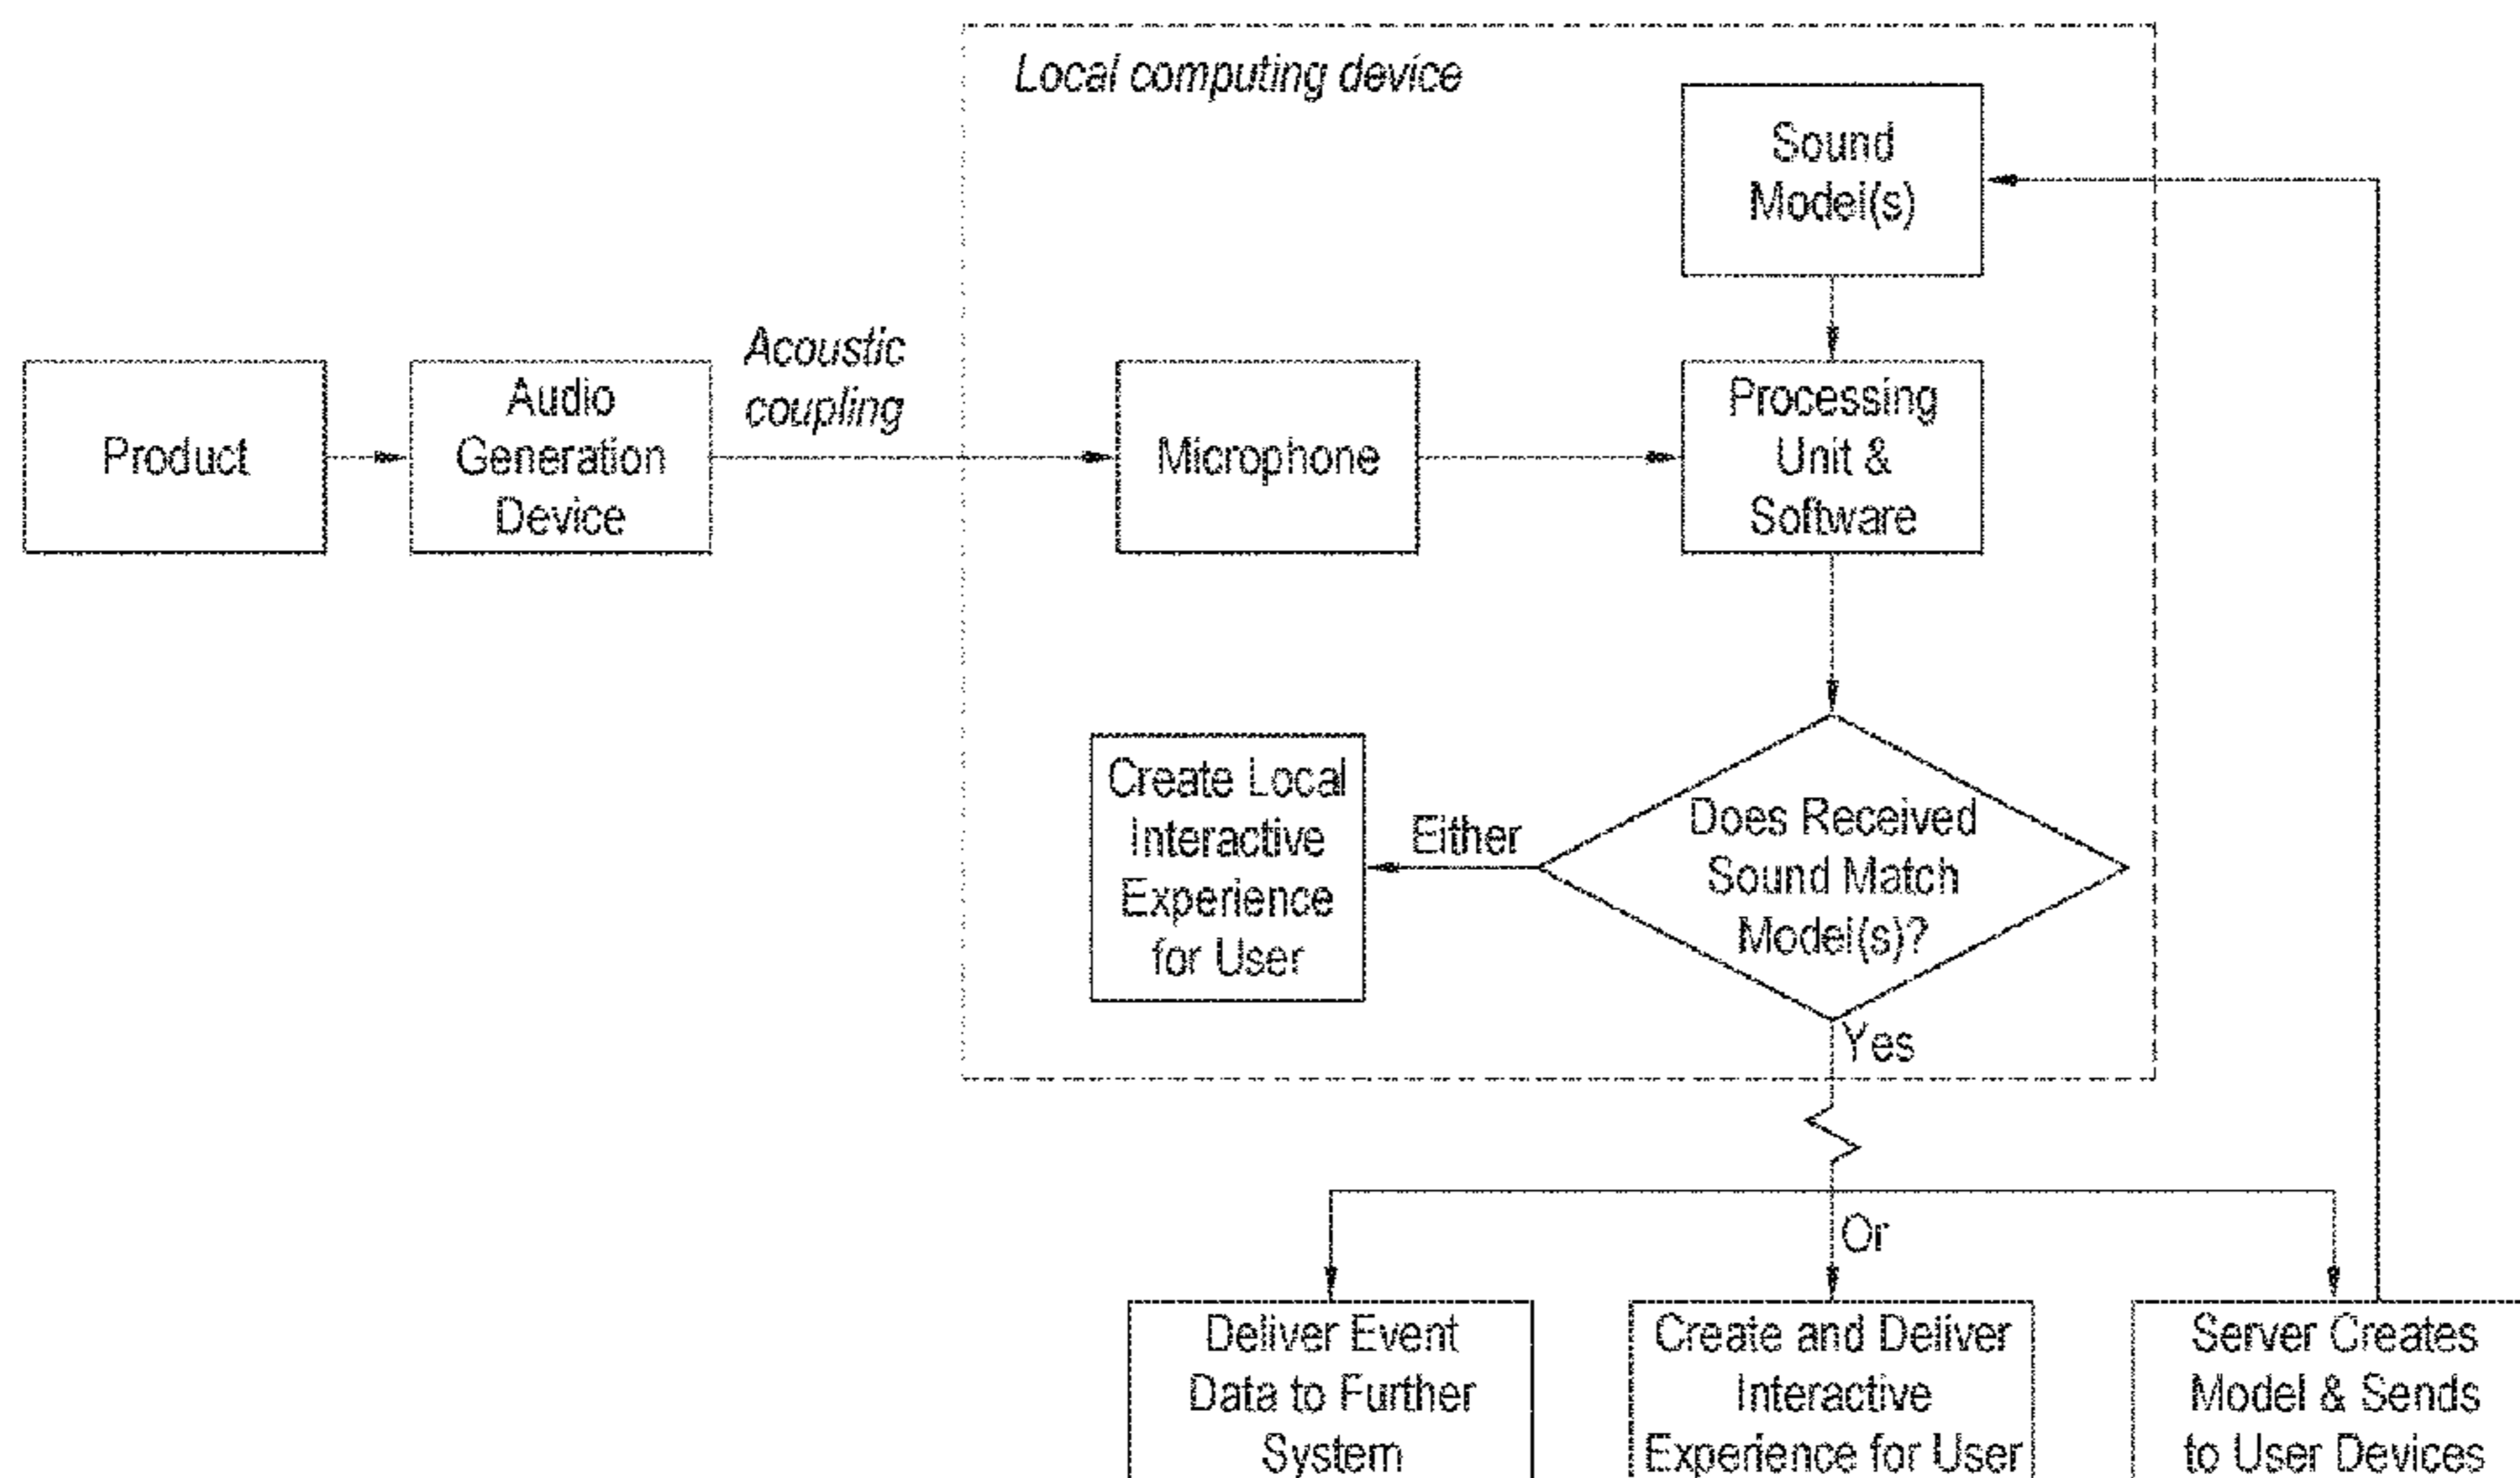 Local computing device
Sound
Model(s)
Acoustic
coupling
Product
Audio
Generation
Device
Microphone
Processing
Unit &
Software
Create Local
Interactive
Experience
for User
Either
Does Received
Sound Match
Model(s)?
Yes
Or
Deliver Event
Data to Further
System
Create and Deliver
Interactive
Experience for User
Server Creates
Model & Sends
to User Devices